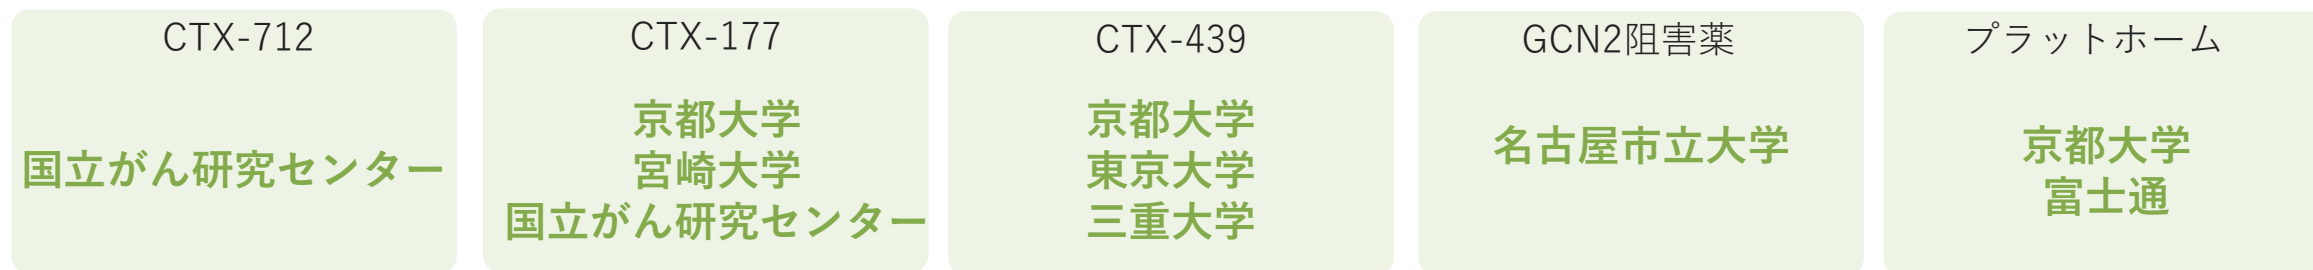 CTX-712
国立がん研究センター
CTX-177
京都大学
宮崎大学
国立がん研究センター
CTX-439
京都大学
東京大学
三重大学
GCN2阻害薬
名古屋市立大学
プラットホーム
京都大学
富士通